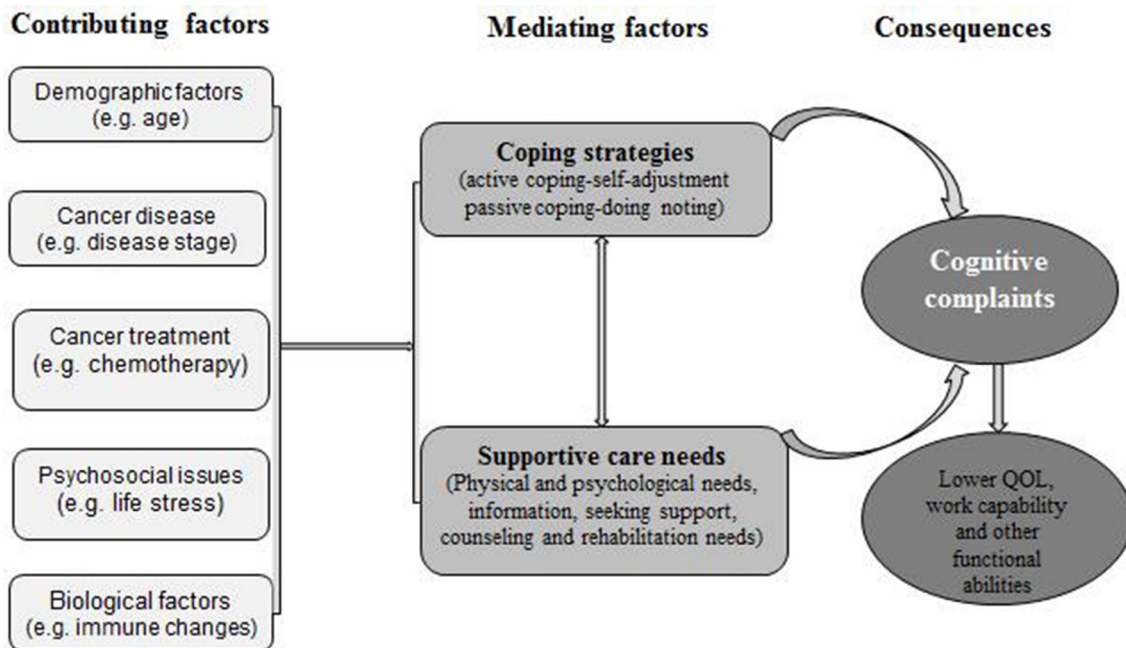 Contributing factors
Demographic factors
(e.g. age)
Cancer disease
(e.g. disease stage)
Cancer treatment
(e.g. chemotherapy)
Psychosocial issues
(e.g. life stress)
Biological factors
(e.g. immune changes)
Mediating factors
Coping strategies
(active coping-self-adjustment
passive coping-doing noting)
Supportive care needs
(Physical and psychological needs,
information, seeking support,
counseling and rehabilitation needs)
Consequences
Cognitive
complaints
Lower QOL,
work capability
and other
functional
abilities